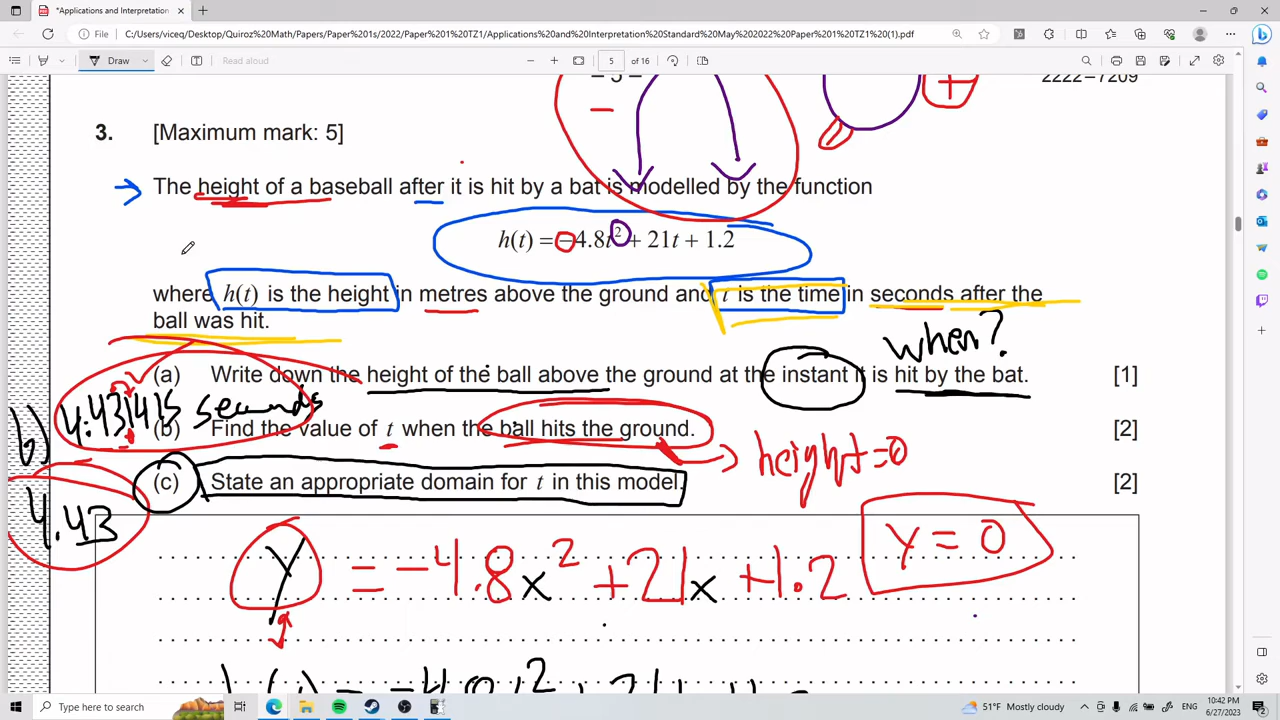 *Applications and Interpretation
File
C:/Users/viceq/Desktop/Quiroz%20Math/Papers/Paper%201s/2022/Paper%201%20TZ1/Applications%20and%20Interpretation%20Standard%20May%202022%20Paper%201%20TZ1%20(1).pdf
Draw
Read aloud
5 of 16
– 5 –
2222–7209
3. [Maximum mark: 5]
The height of a baseball after it is hit by a bat is modelled by the function
h(t) = −4.8t² + 21t + 1.2
where h(t) is the height in metres above the ground and t is the time in seconds after the
ball was hit.
when?
(a) Write down the height of the ball above the ground at the instant it is hit by the bat. [1]
4.431415 seconds
b)
(b) Find the value of t when the ball hits the ground. [2]
height=0
(c) State an appropriate domain for t in this model. [2]
4.43
y = 0
y = −4.8x² + 21x + 1.2
Type here to search
51°F Mostly cloudy
ENG
10:42 PM
6/27/2023